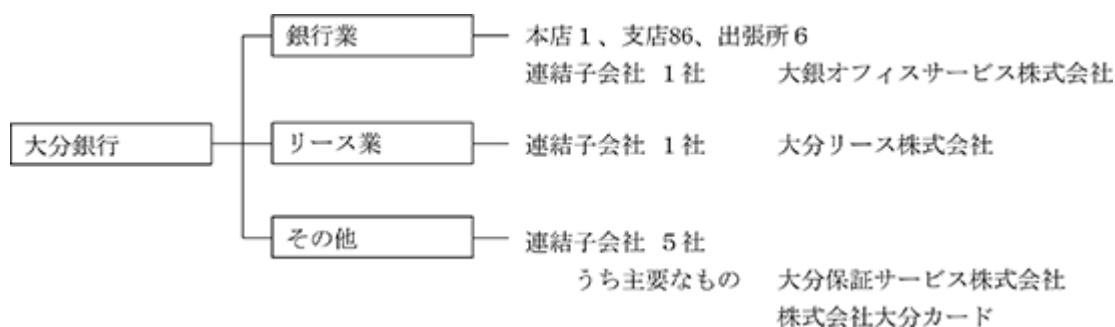 銀行業
本店1、支店86、出張所6
連結子会社 1社 大銀オフィスサービス株式会社
大分銀行
リース業
連結子会社 1社 大分リース株式会社
その他
連結子会社 5社
うち主要なもの 大分保証サービス株式会社
株式会社大分カード